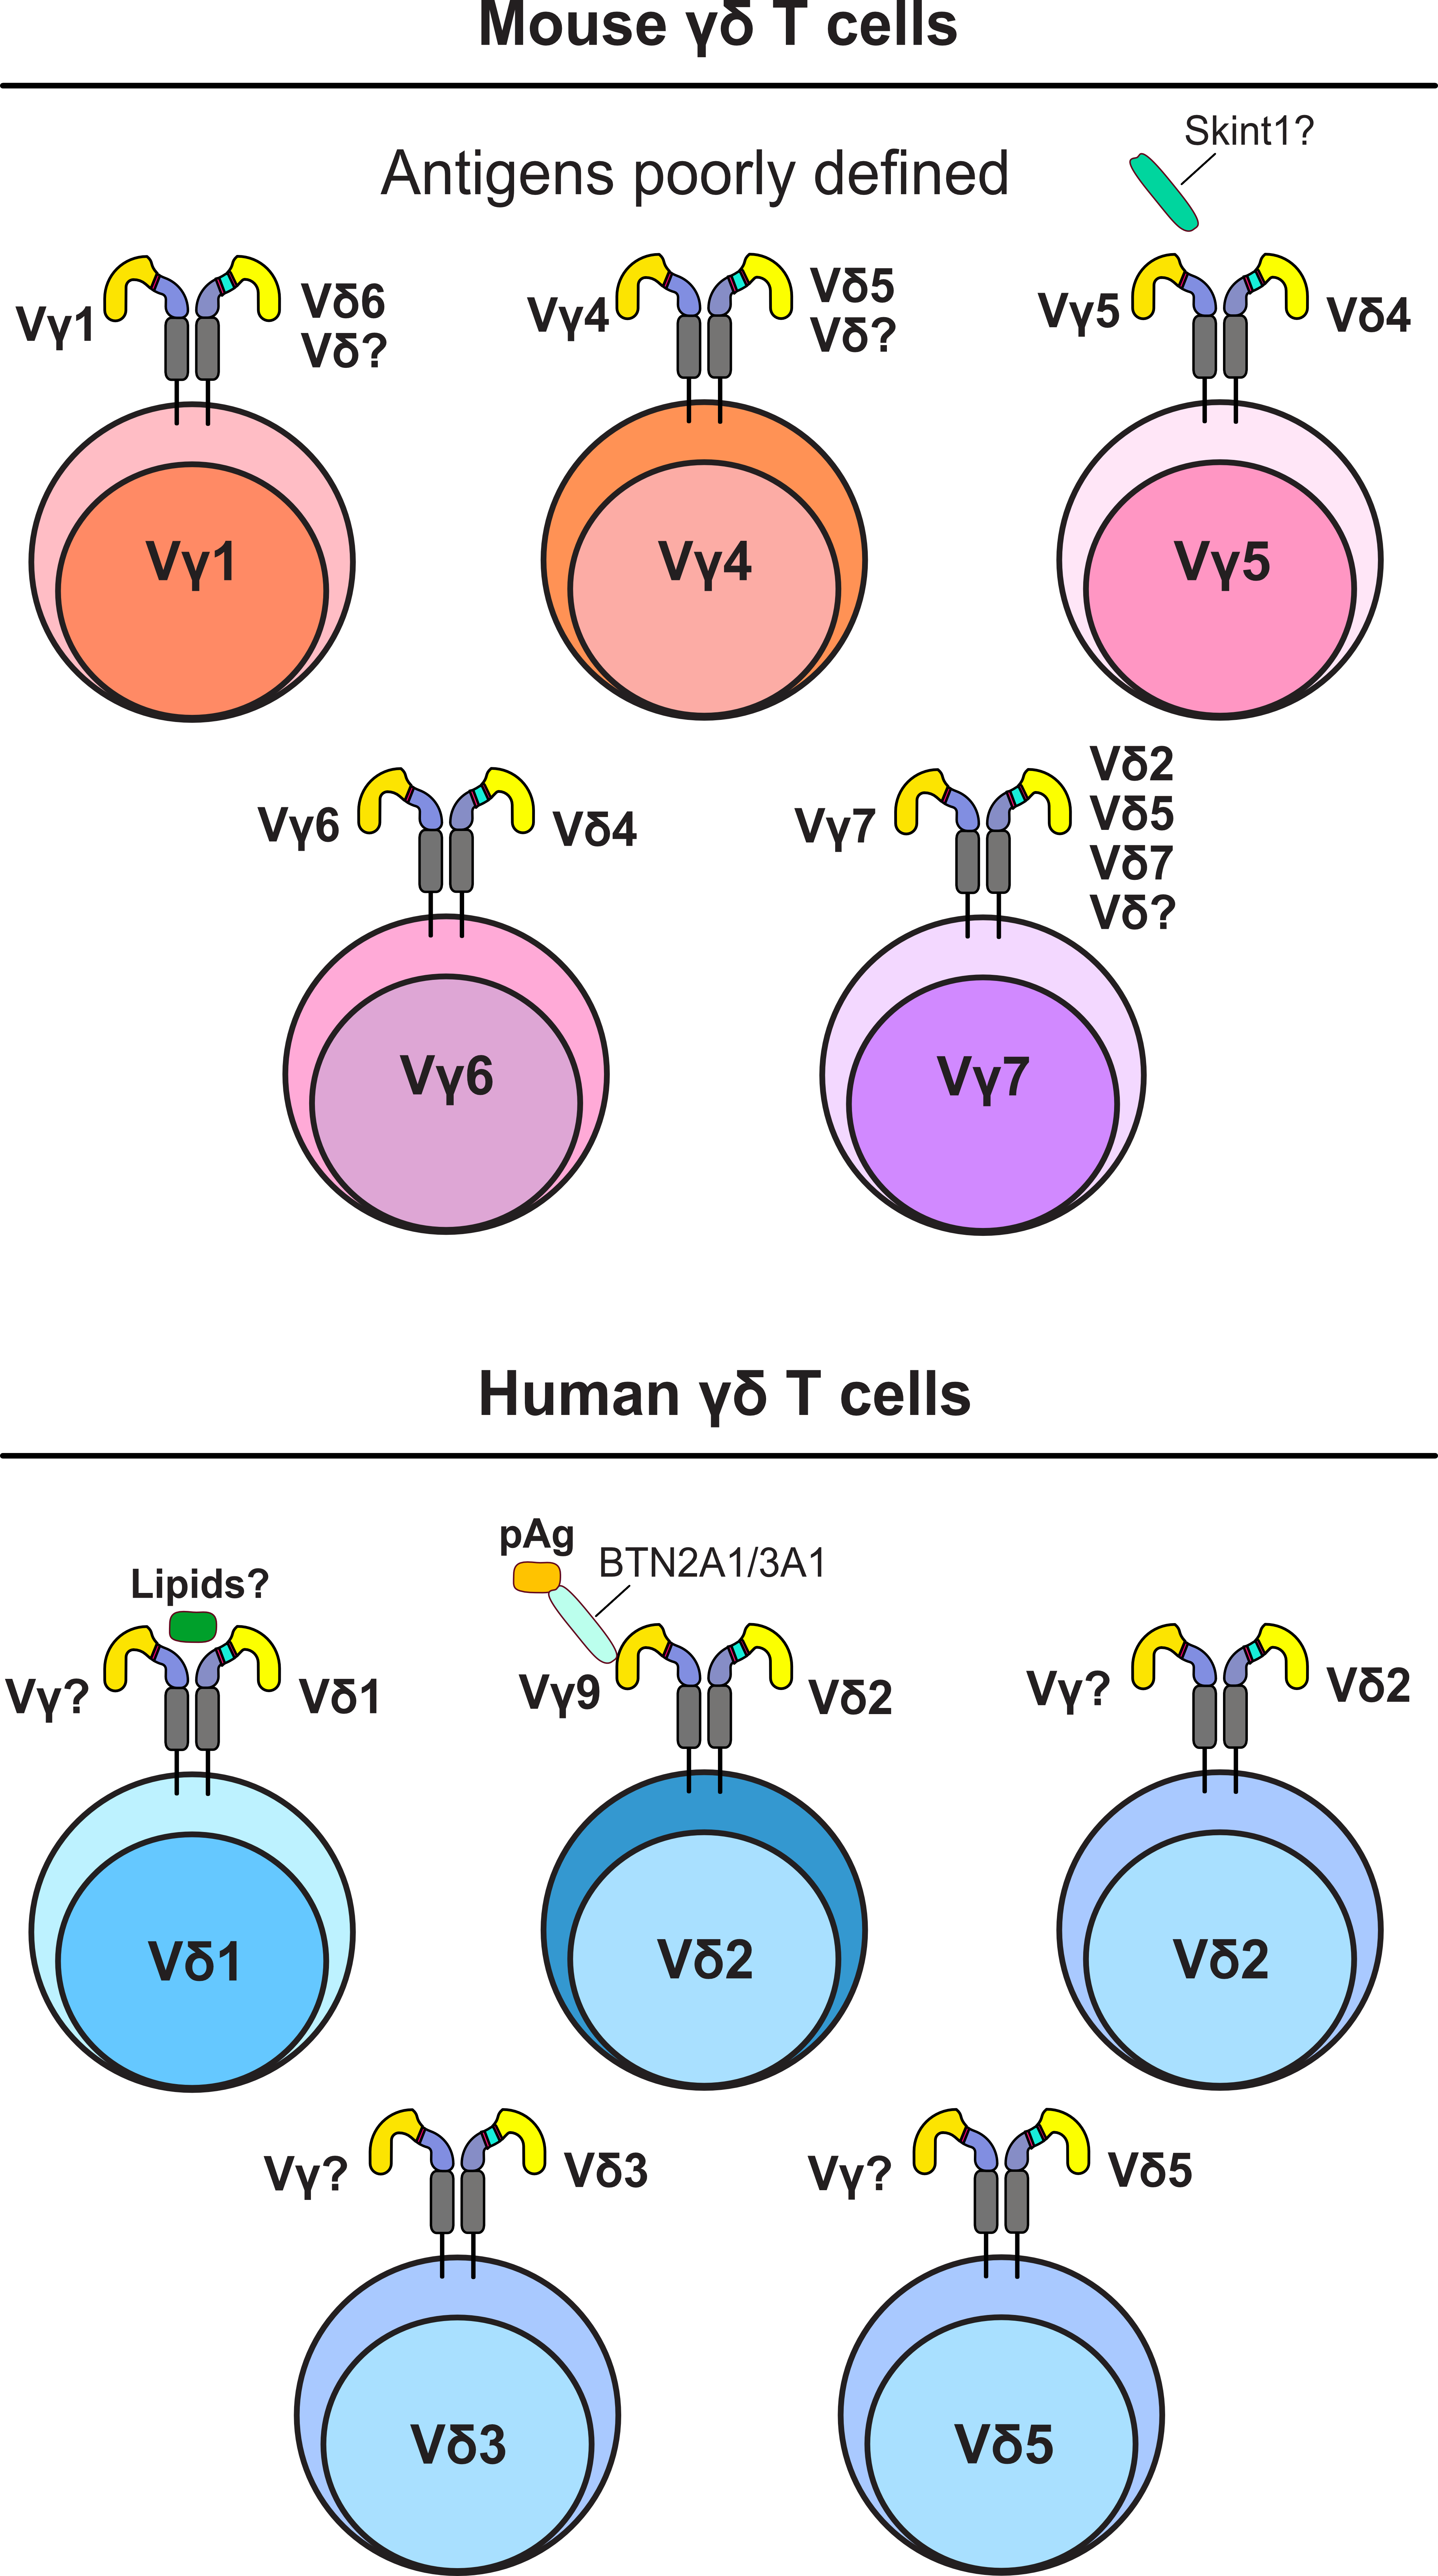 Mouse γδ T cells
Antigens poorly defined
Skint1?
Vγ1
Vδ6
Vδ?
Vγ1
Vγ4
Vδ5
Vδ?
Vγ4
Vγ5
Vδ4
Vγ5
Vγ6
Vδ4
Vγ6
Vγ7
Vδ2
Vδ5
Vδ7
Vδ?
Vγ7
Human γδ T cells
Lipids?
Vγ?
Vδ1
Vδ1
pAg
BTN2A1/3A1
Vγ9
Vδ2
Vδ2
Vγ?
Vδ2
Vδ2
Vγ?
Vδ3
Vδ3
Vγ?
Vδ5
Vδ5